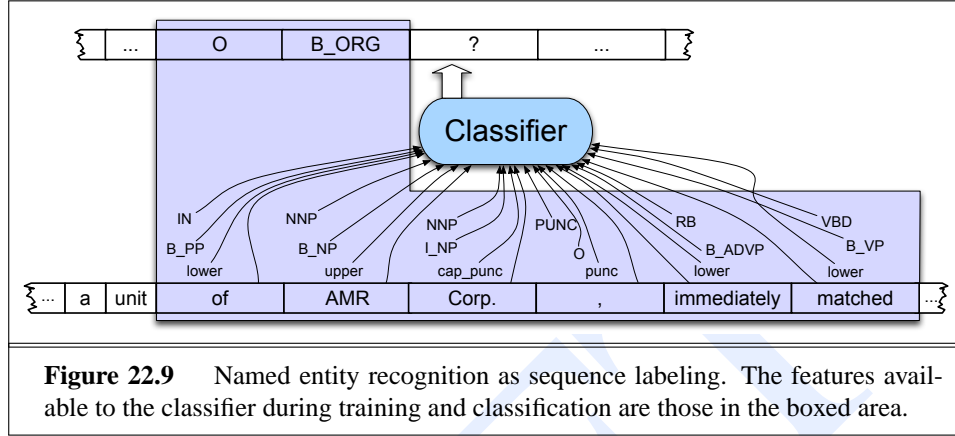 ... O B_ORG ? ...
Classifier
IN NNP NNP PUNC RB VBD
B_PP B_NP I_NP O B_ADVP B_VP
lower upper cap_punc punc lower lower
... a unit of AMR Corp. , immediately matched ...
Figure 22.9 Named entity recognition as sequence labeling. The features avail-
able to the classifier during training and classification are those in the boxed area.